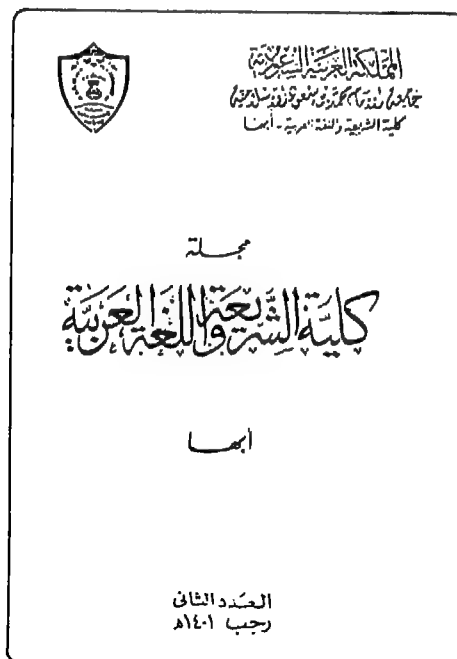 المملكة العربية السعودية
جامعة الإمام محمد بن سعود الإسلامية
كلية الشريعة واللغة العربية - أبها
مجلة
كلية الشريعة واللغة العربية
أبها
العدد الثاني
رجب ١٤٠١هـ